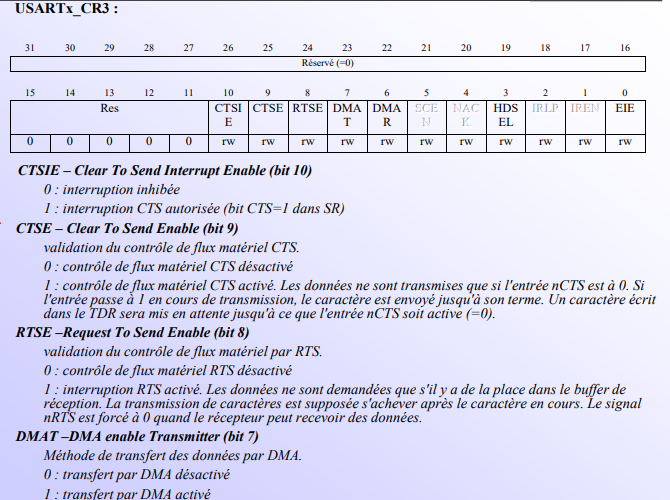 USARTx_CR3 :
31 30 29 28 27 26 25 24 23 22 21 20 19 18 17 16
Réservé (=0)
15 14 13 12 11 10 9 8 7 6 5 4 3 2 1 0
Res CTSI CTSE RTSE DMA DMA SCE NAC HDS IRLP IREN EIE
E T R N K EL
0 0 0 0 0 rw rw rw rw rw rw rw rw rw rw rw
CTSIE – Clear To Send Interrupt Enable (bit 10)
0 : interruption inhibée
1 : interruption CTS autorisée (bit CTS=1 dans SR)
CTSE – Clear To Send Enable (bit 9)
validation du contrôle de flux matériel CTS.
0 : contrôle de flux matériel CTS désactivé
1 : contrôle de flux matériel CTS activé. Les données ne sont transmises que si l'entrée nCTS est à 0. Si
l'entrée passe à 1 en cours de transmission, le caractère est envoyé jusqu'à son terme. Un caractère écrit
dans le TDR sera mis en attente jusqu'à ce que l'entrée nCTS soit active (=0).
RTSE –Request To Send Enable (bit 8)
validation du contrôle de flux matériel par RTS.
0 : contrôle de flux matériel RTS désactivé
1 : interruption RTS activé. Les données ne sont demandées que s'il y a de la place dans le buffer de
réception. La transmission de caractères est supposée s'achever après le caractère en cours. Le signal
nRTS est forcé à 0 quand le récepteur peut recevoir des données.
DMAT –DMA enable Transmitter (bit 7)
Méthode de transfert des données par DMA.
0 : transfert par DMA désactivé
1 : transfert par DMA activé